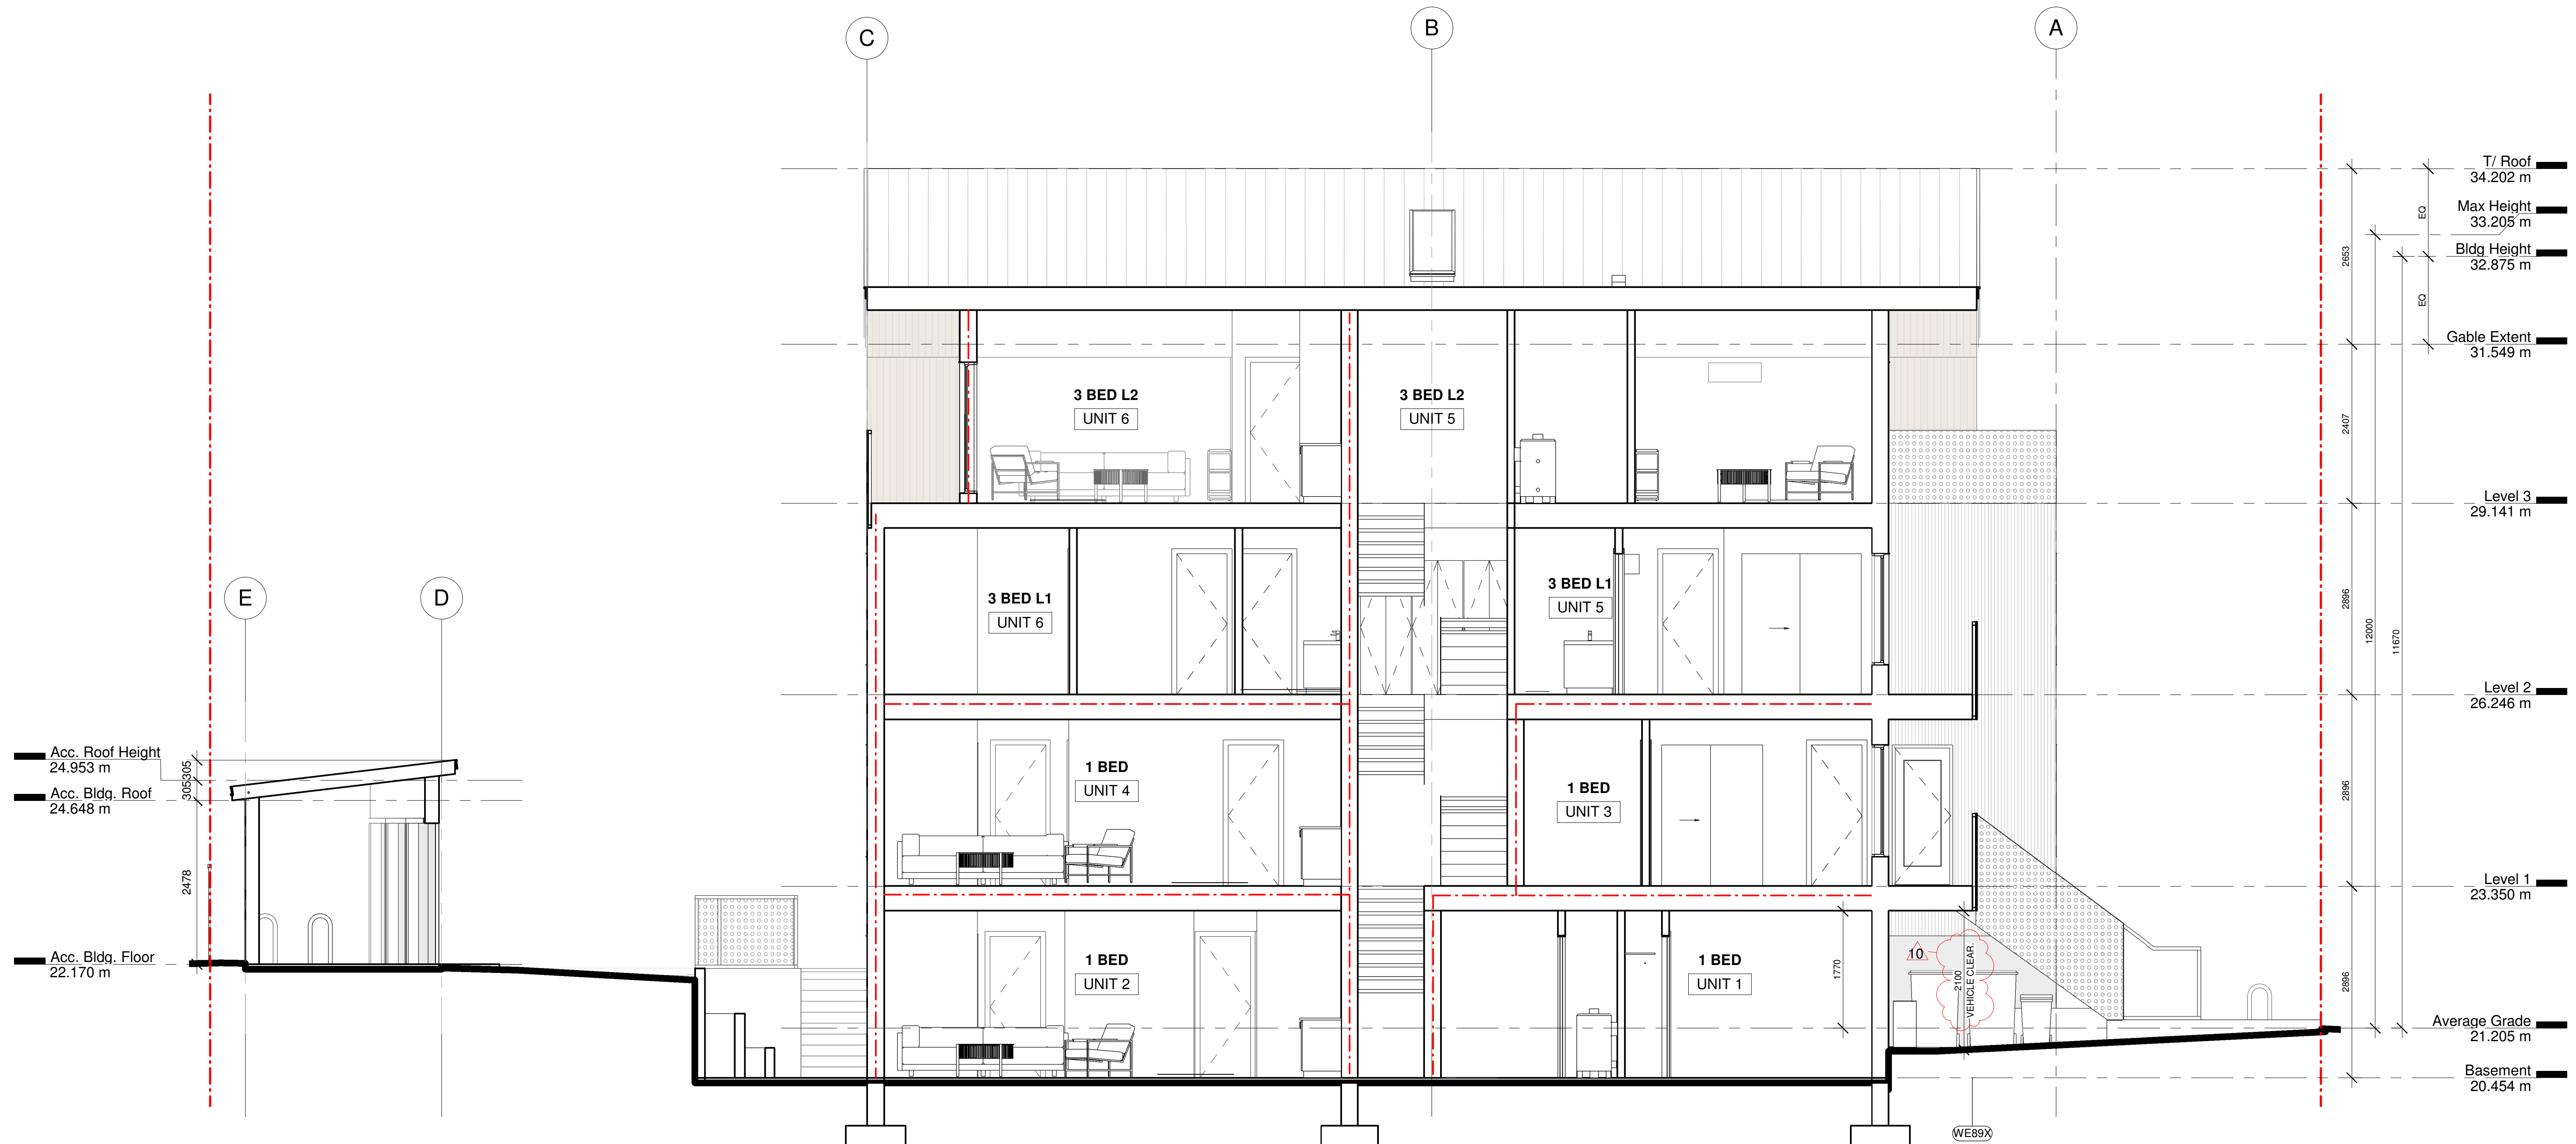 C
B
A
T/ Roof
34.202 m
Max Height
33.205 m
Bldg Height
32.875 m
Gable Extent
31.549 m
EQ
EQ
2653
2407
3 BED L2
UNIT 6
3 BED L2
UNIT 5
Level 3
29.141 m
E
D
3 BED L1
UNIT 6
3 BED L1
UNIT 5
2896
12000
11670
Level 2
26.246 m
Acc. Roof Height
24.953 m
Acc. Bldg. Roof
24.648 m
305
305
2478
1 BED
UNIT 4
1 BED
UNIT 3
2896
Level 1
23.350 m
Acc. Bldg. Floor
22.170 m
1 BED
UNIT 2
1 BED
UNIT 1
1770
10
2100
VEHICLE CLEAR.
2896
Average Grade
21.205 m
Basement
20.454 m
WE89X